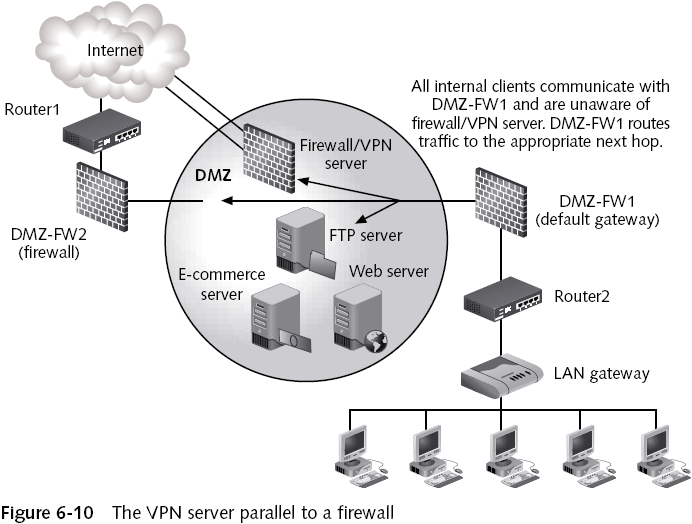 Internet
Router1
All internal clients communicate with
DMZ-FW1 and are unaware of
firewall/VPN server. DMZ-FW1 routes
traffic to the appropriate next hop.
Firewall/VPN
server
DMZ
DMZ-FW2
(firewall)
DMZ-FW1
(default gateway)
FTP server
E-commerce
server
Web server
Router2
LAN gateway
Figure 6-10 The VPN server parallel to a firewall